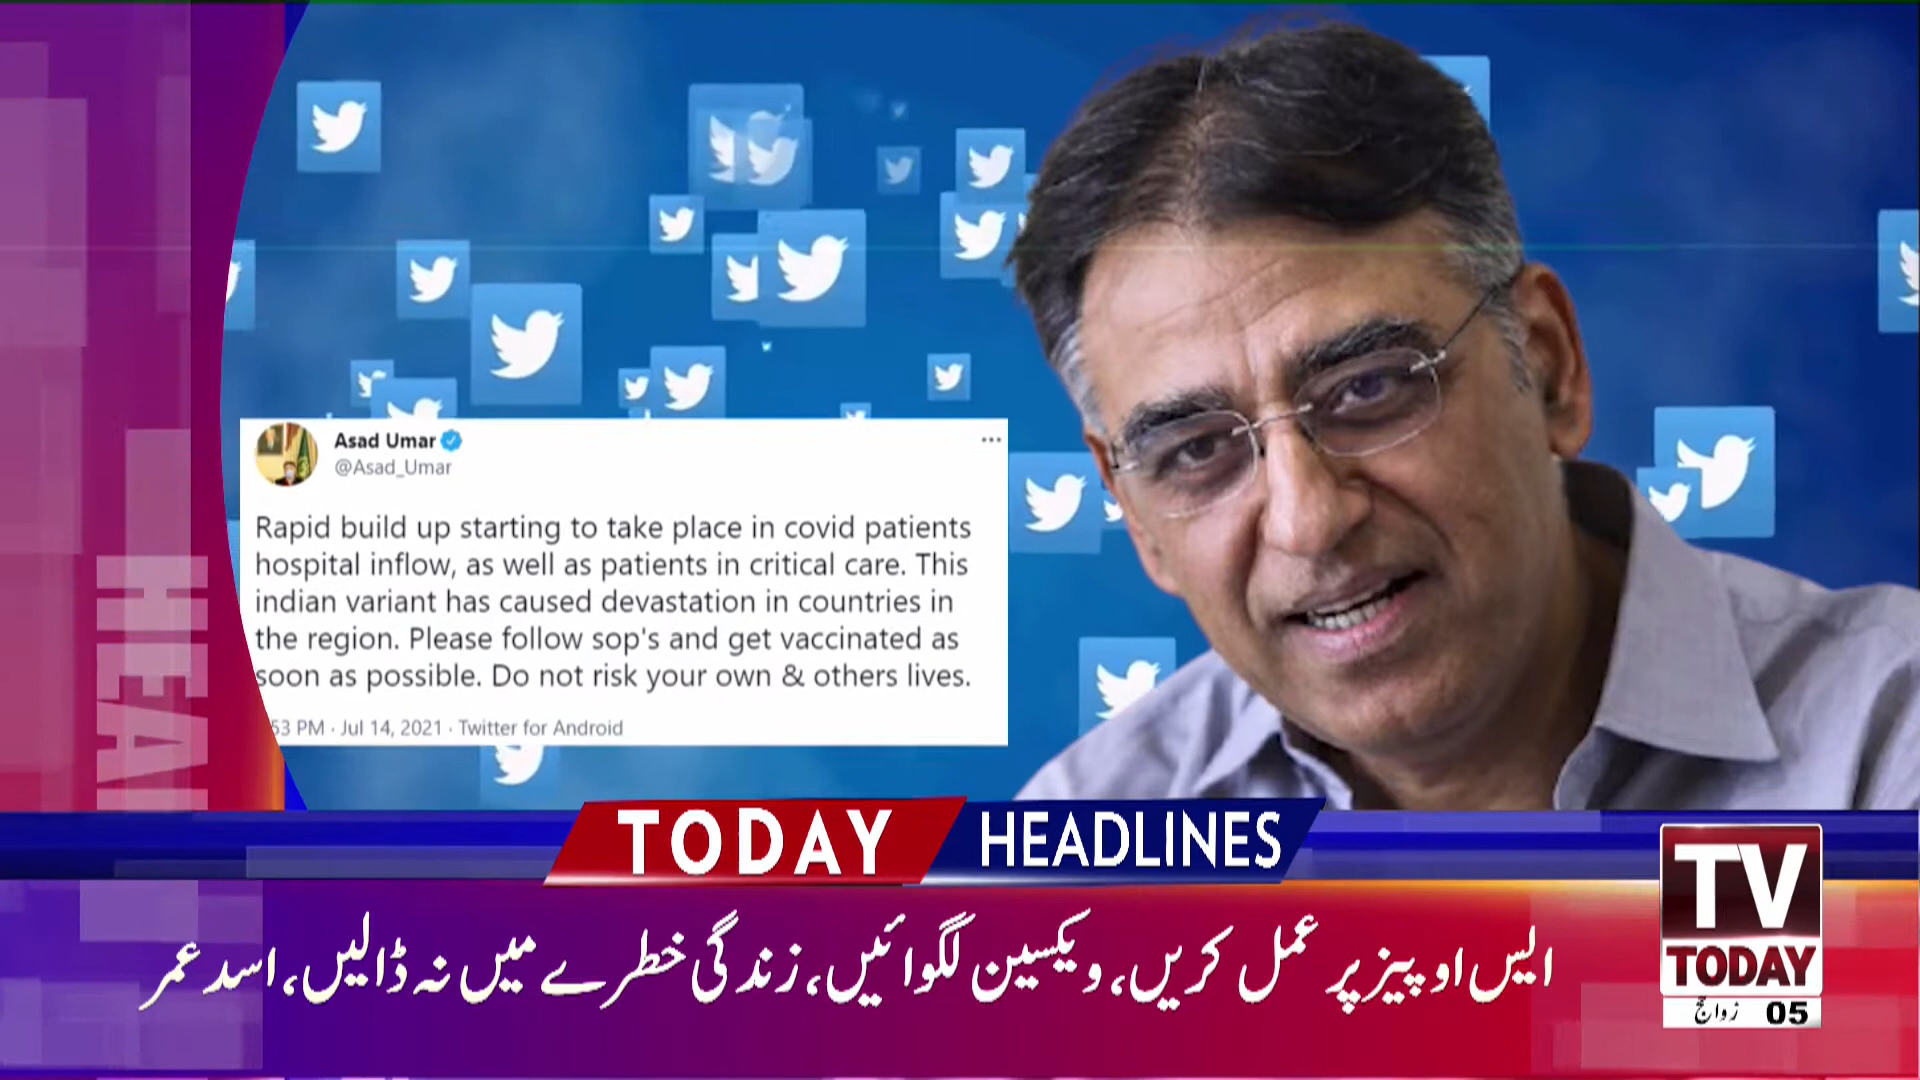 Asad Umar
@Asad_Umar
Rapid build up starting to take place in covid patients
hospital inflow, as well as patients in critical care. This
indian variant has caused devastation in countries in
the region. Please follow sop's and get vaccinated as
soon as possible. Do not risk your own & others lives.
53 PM · Jul 14, 2021 · Twitter for Android
HEA
TODAY HEADLINES
ایس او پیز پر عمل کریں، ویکسین لگوائیں، زندگی خطرے میں نہ ڈالیں، اسد عمر
TV
TODAY
05